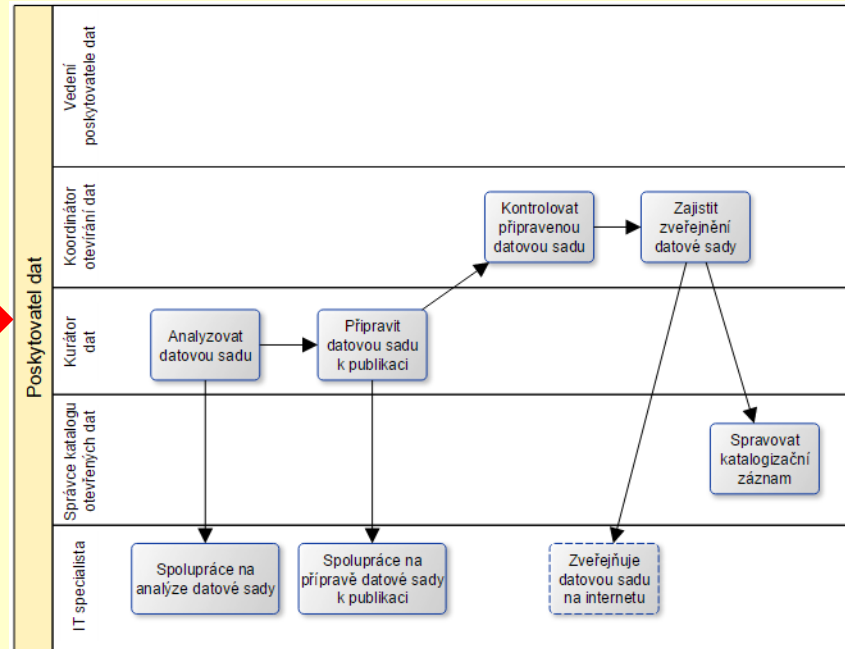 Poskytovatel dat
Vedení
poskytovatele dat
Koordinátor
otevírání dat
Kontrolovat
připravenou
datovou sadu
Zajistit
zveřejnění
datové sady
Kurátor
dat
Analyzovat
datovou sadu
Připravit
datovou sadu
k publikaci
Správce katalogu
otevřených dat
Spravovat
katalogizační
záznam
IT specialista
Spolupráce na
analýze datové sady
Spolupráce na
přípravě datové sady
k publikaci
Zveřejňuje
datovou sadu
na internetu